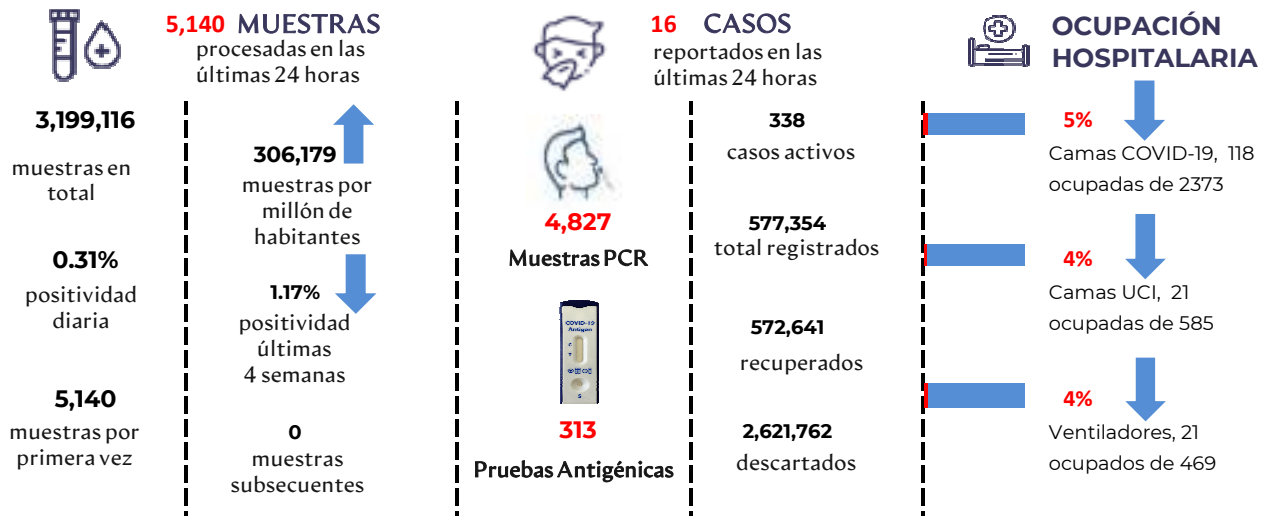 5,140 MUESTRAS
procesadas en las
últimas 24 horas
3,199,116
muestras en
total
0.31%
positividad
diaria
5,140
muestras por
primera vez
306,179
muestras por
millón de
habitantes
1.17%
positividad
últimas
4 semanas
0
muestras
subsecuentes
16 CASOS
reportados en las
últimas 24 horas
4,827
Muestras PCR
COVID-19
Antigen
C
T
S
313
Pruebas Antigénicas
338
casos activos
577,354
total registrados
572,641
recuperados
2,621,762
descartados
OCUPACIÓN
HOSPITALARIA
5%
Camas COVID-19, 118
ocupadas de 2373
4%
Camas UCI, 21
ocupadas de 585
4%
Ventiladores, 21
ocupados de 469